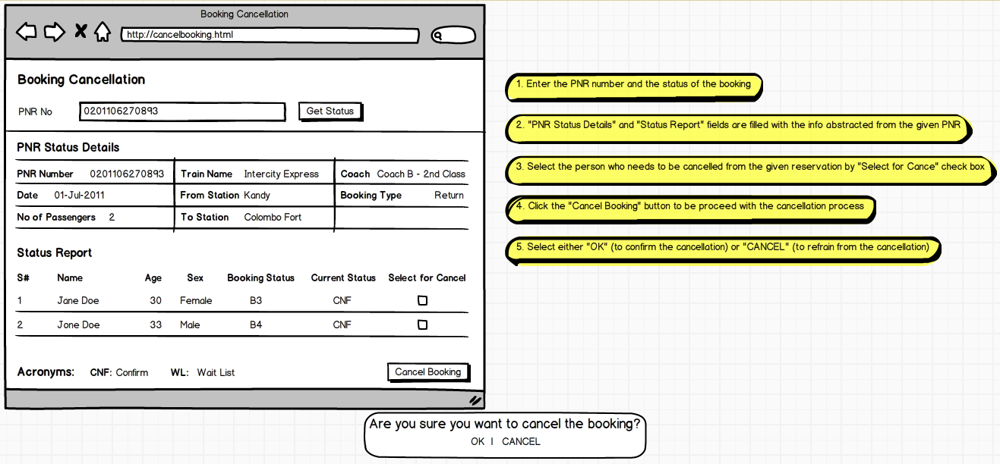 Booking Cancellation
http://cancelbooking.html
Booking Cancellation
PNR No 0201106270893 Get Status
PNR Status Details
PNR Number 0201106270893 Train Name Intercity Express Coach Coach B - 2nd Class
Date 01-Jul-2011 From Station Kandy Booking Type Return
No of Passengers 2 To Station Colombo Fort
Status Report
S# Name Age Sex Booking Status Current Status Select for Cancel
1 Jane Doe 30 Female B3 CNF
2 Jone Doe 33 Male B4 CNF
Acronyms: CNF: Confirm WL: Wait List Cancel Booking
Are you sure you want to cancel the booking?
OK | CANCEL
1. Enter the PNR number and the status of the booking
2. "PNR Status Details" and "Status Report" fields are filled with the info abstracted from the given PNR
3. Select the person who needs to be cancelled from the given reservation by "Select for Cance" check box
4. Click the "Cancel Booking" button to be proceed with the cancellation process
5. Select either "OK" (to confirm the cancellation) or "CANCEL" (to refrain from the cancellation)